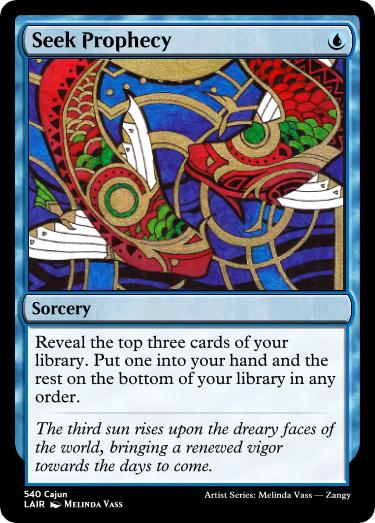 Seek Prophecy
Sorcery
Reveal the top three cards of your
library. Put one into your hand and the
rest on the bottom of your library in any
order.
The third sun rises upon the dreary faces of
the world, bringing a renewed vigor
towards the days to come.
540 Cajun
LAIR Melinda Vass
Artist Series: Melinda Vass — Zangy